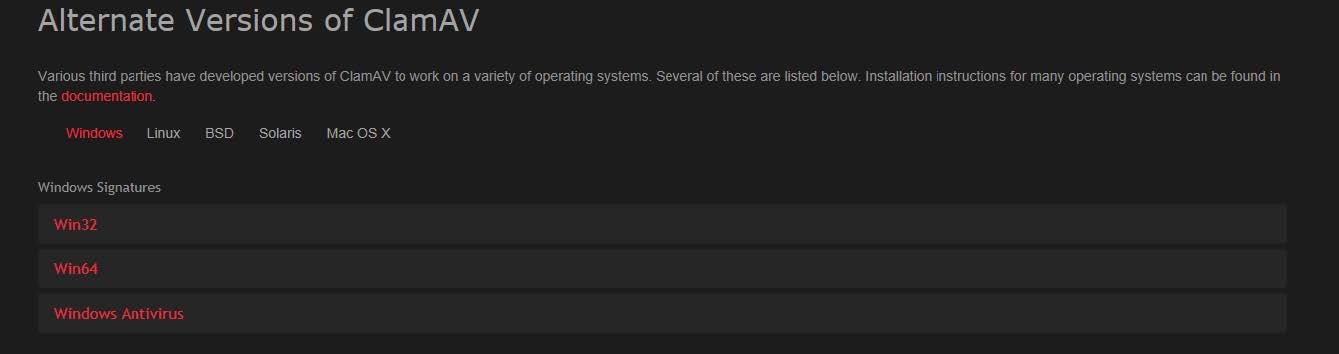 Alternate Versions of ClamAV
Various third parties have developed versions of ClamAV to work on a variety of operating systems. Several of these are listed below. Installation instructions for many operating systems can be found in
the documentation.
Windows Linux BSD Solaris Mac OS X
Windows Signatures
Win32
Win64
Windows Antivirus